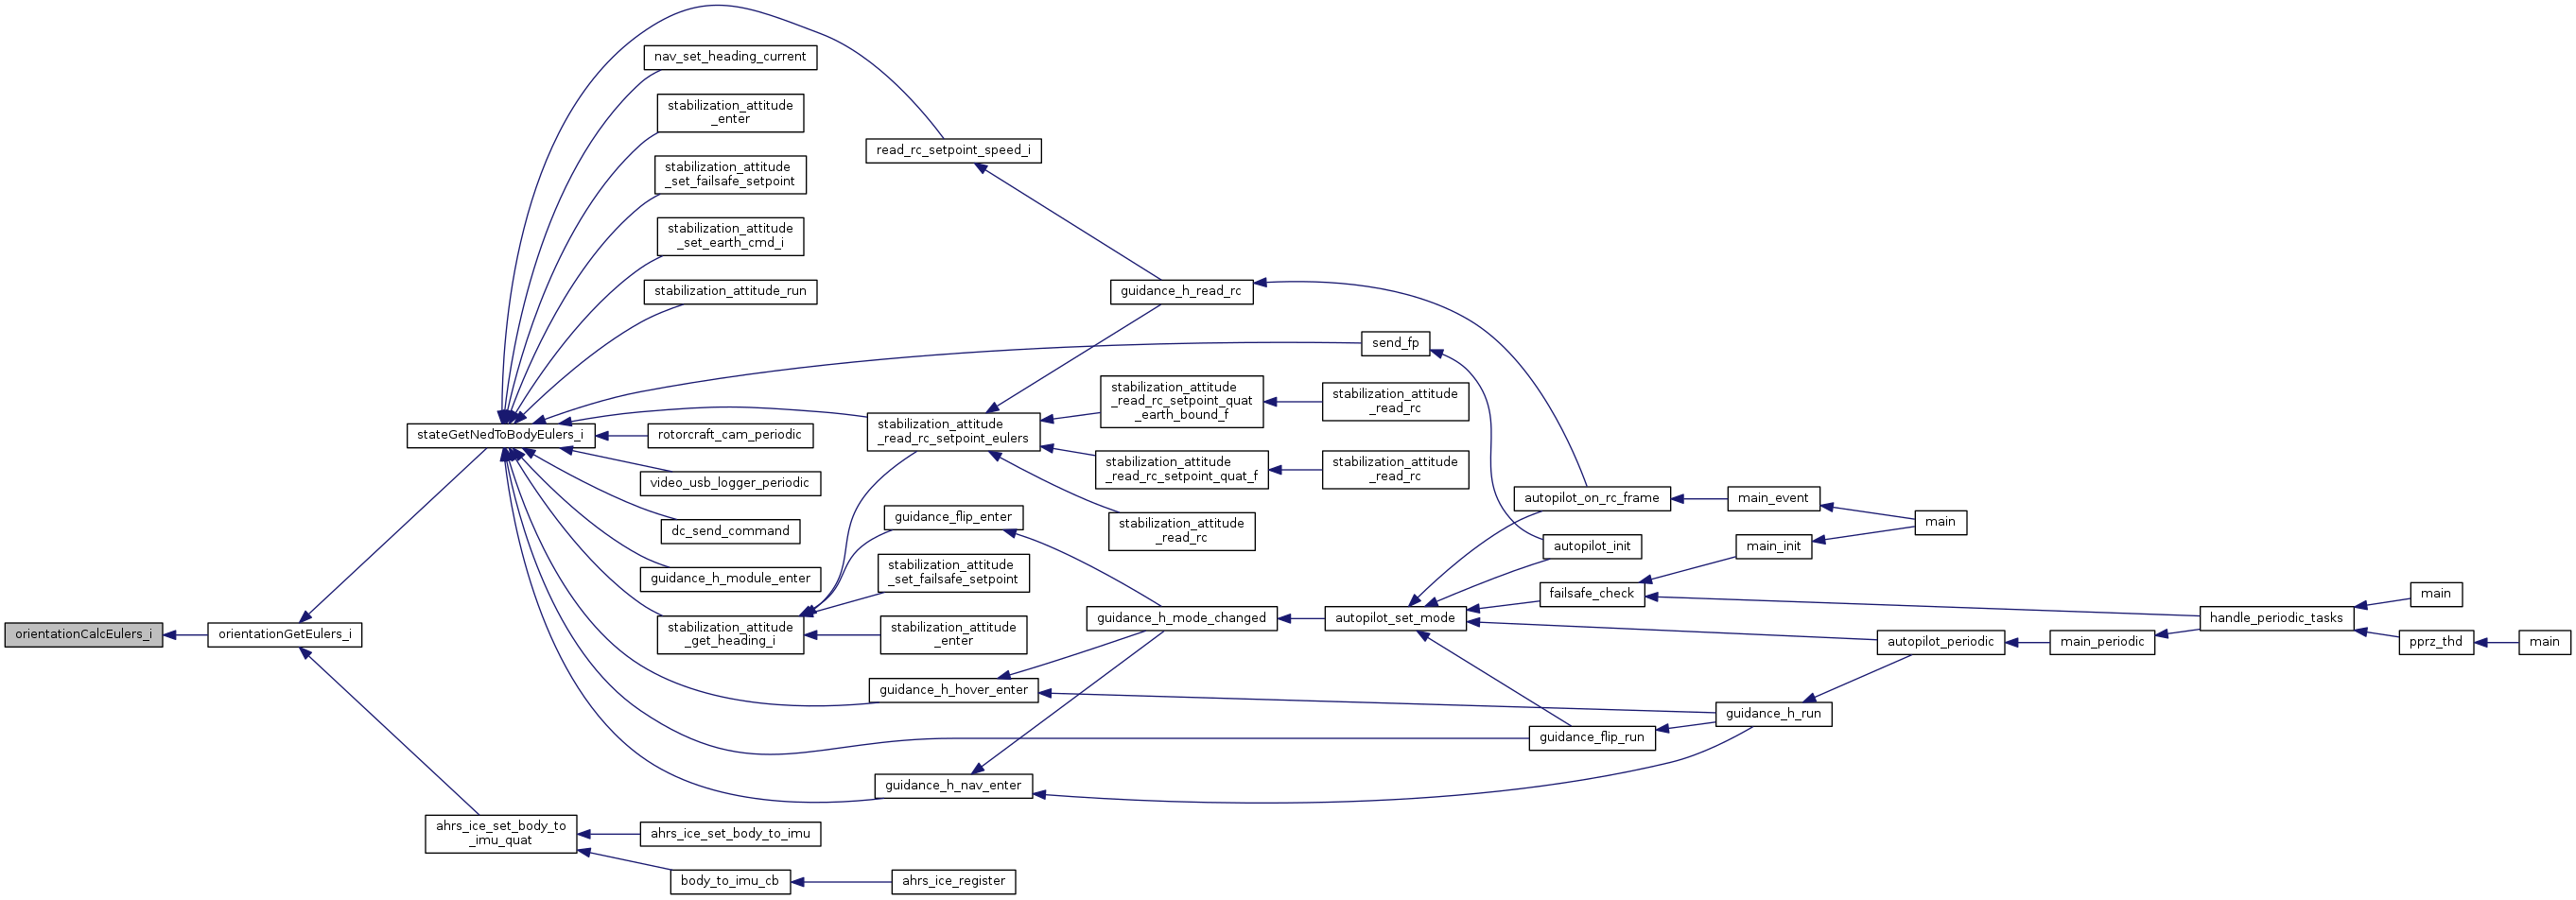 orientationCalcEulers_i
orientationGetEulers_i
stateGetNedToBodyEulers_i
ahrs_ice_set_body_to
_imu_quat
nav_set_heading_current
stabilization_attitude
_enter
stabilization_attitude
_set_failsafe_setpoint
stabilization_attitude
_set_earth_cmd_i
stabilization_attitude_run
rotorcraft_cam_periodic
video_usb_logger_periodic
dc_send_command
guidance_h_module_enter
stabilization_attitude
_get_heading_i
ahrs_ice_set_body_to_imu
body_to_imu_cb
read_rc_setpoint_speed_i
stabilization_attitude
_read_rc_setpoint_eulers
guidance_flip_enter
stabilization_attitude
_set_failsafe_setpoint
stabilization_attitude
_enter
guidance_h_hover_enter
guidance_h_nav_enter
ahrs_ice_register
guidance_h_read_rc
stabilization_attitude
_read_rc_setpoint_quat
_earth_bound_f
stabilization_attitude
_read_rc_setpoint_quat_f
stabilization_attitude
_read_rc
guidance_h_mode_changed
send_fp
stabilization_attitude
_read_rc
stabilization_attitude
_read_rc
autopilot_set_mode
autopilot_on_rc_frame
autopilot_init
failsafe_check
guidance_flip_run
main_event
main_init
guidance_h_run
main
autopilot_periodic
main_periodic
handle_periodic_tasks
main
pprz_thd
main